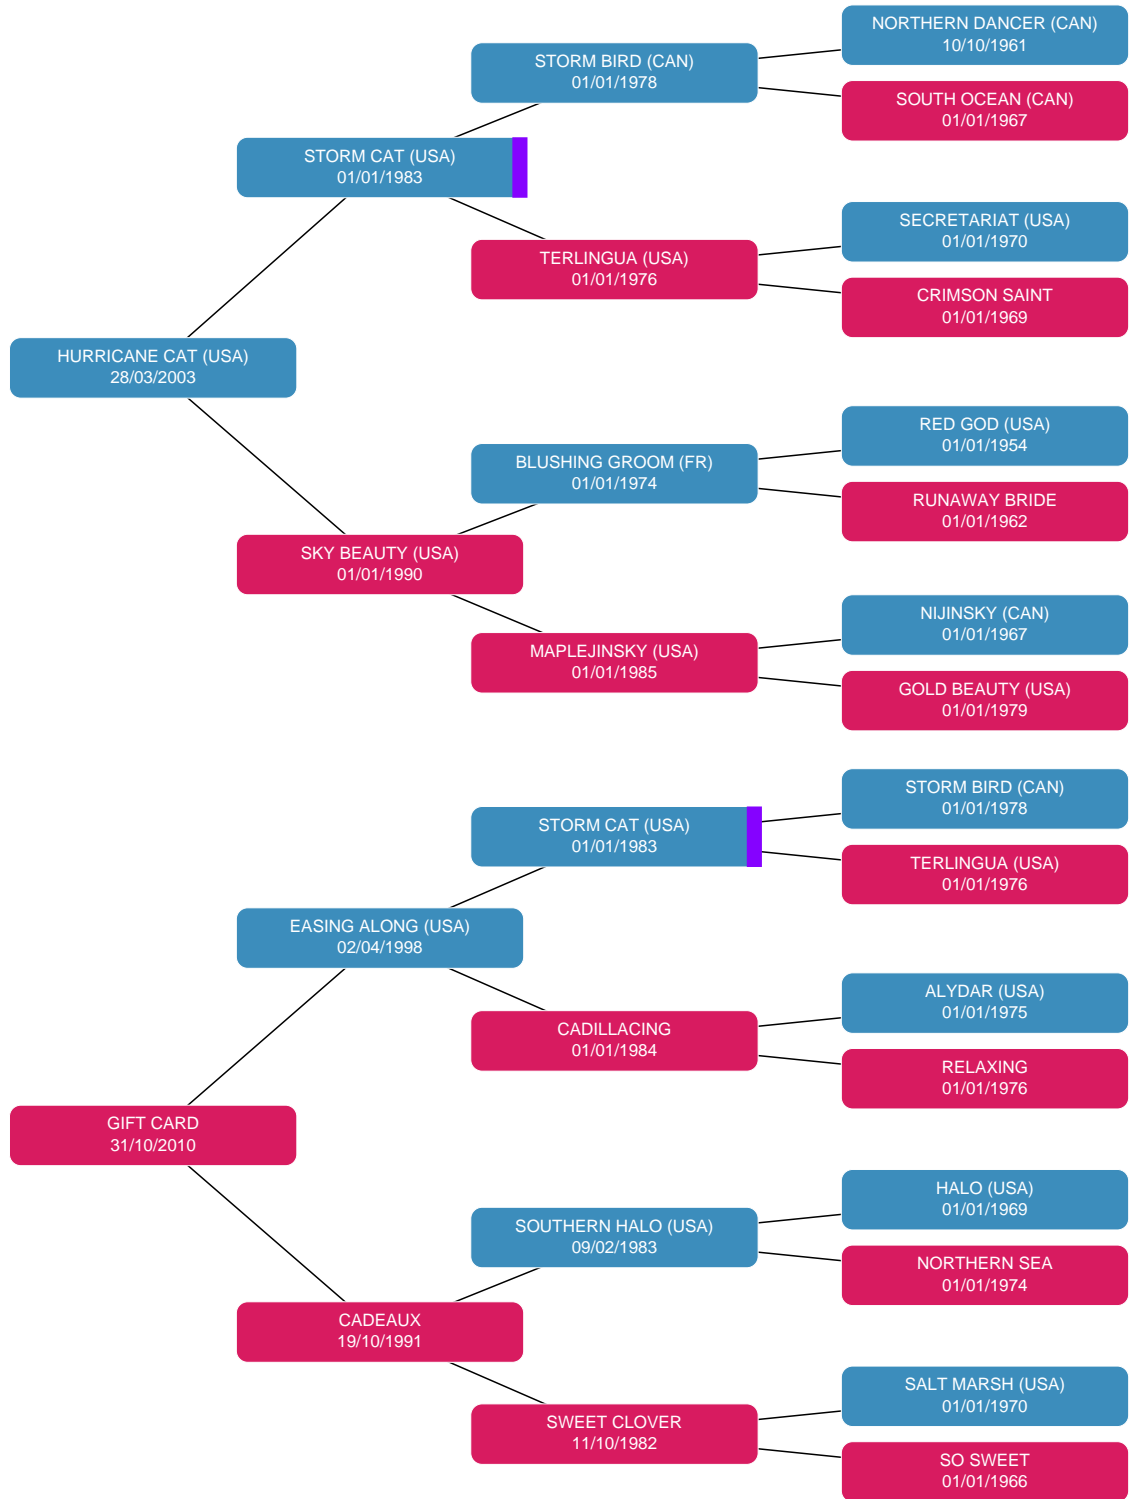 NORTHERN DANCER (CAN)
10/10/1961
STORM BIRD (CAN)
01/01/1978
SOUTH OCEAN (CAN)
01/01/1967
STORM CAT (USA)
01/01/1983
SECRETARIAT (USA)
01/01/1970
TERLINGUA (USA)
01/01/1976
CRIMSON SAINT
01/01/1969
HURRICANE CAT (USA)
28/03/2003
RED GOD (USA)
01/01/1954
BLUSHING GROOM (FR)
01/01/1974
RUNAWAY BRIDE
01/01/1962
SKY BEAUTY (USA)
01/01/1990
NIJINSKY (CAN)
01/01/1967
MAPLEJINSKY (USA)
01/01/1985
GOLD BEAUTY (USA)
01/01/1979
STORM BIRD (CAN)
01/01/1978
STORM CAT (USA)
01/01/1983
TERLINGUA (USA)
01/01/1976
EASING ALONG (USA)
02/04/1998
ALYDAR (USA)
01/01/1975
CADILLACING
01/01/1984
RELAXING
01/01/1976
GIFT CARD
31/10/2010
HALO (USA)
01/01/1969
SOUTHERN HALO (USA)
09/02/1983
NORTHERN SEA
01/01/1974
CADEAUX
19/10/1991
SALT MARSH (USA)
01/01/1970
SWEET CLOVER
11/10/1982
SO SWEET
01/01/1966